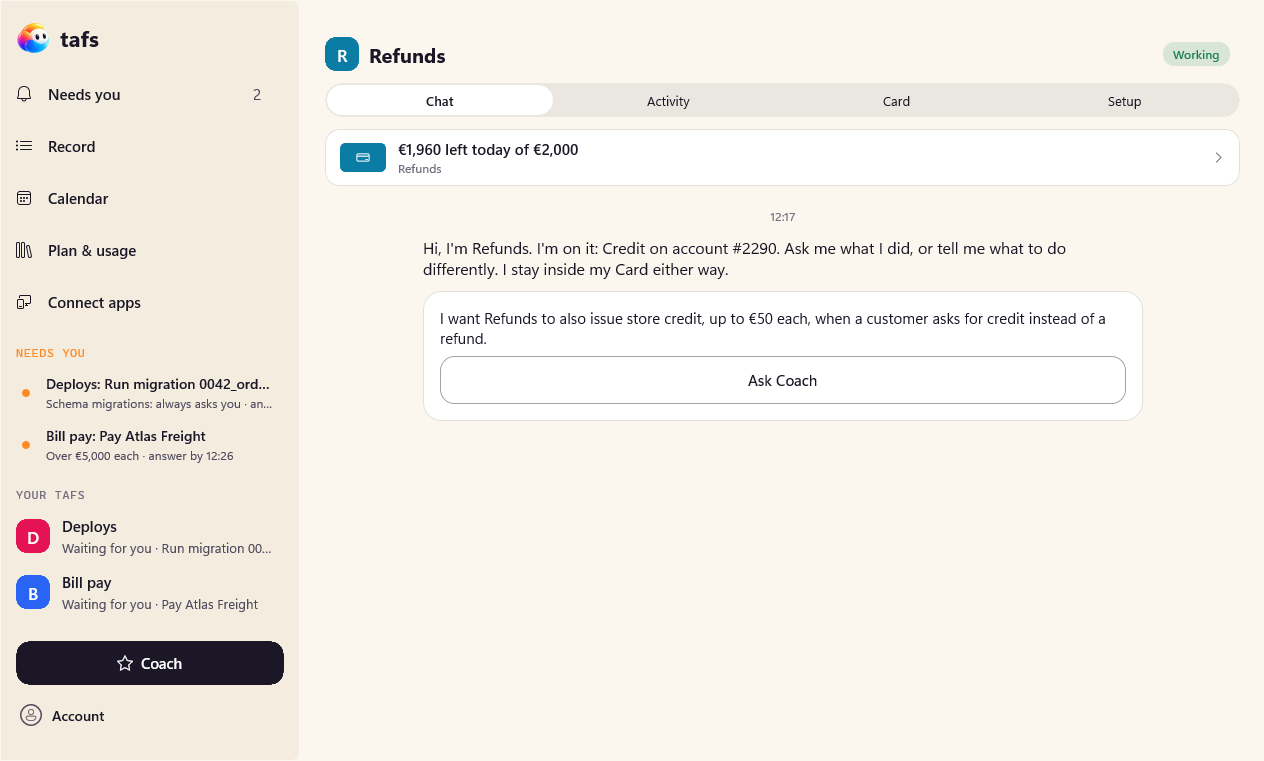 tafs
Needs you 2
Record
Calendar
Plan & usage
Connect apps
NEEDS YOU
Deploys: Run migration 0042_ord...
Schema migrations: always asks you · an...
Bill pay: Pay Atlas Freight
Over €5,000 each · answer by 12:26
YOUR TAFS
D
Deploys
Waiting for you · Run migration 00...
B
Bill pay
Waiting for you · Pay Atlas Freight
Coach
Account
R
Refunds
Working
Chat Activity Card Setup
€1,960 left today of €2,000
Refunds
12:17
Hi, I'm Refunds. I'm on it: Credit on account #2290. Ask me what I did, or tell me what to do
differently. I stay inside my Card either way.
I want Refunds to also issue store credit, up to €50 each, when a customer asks for credit instead of a
refund.
Ask Coach